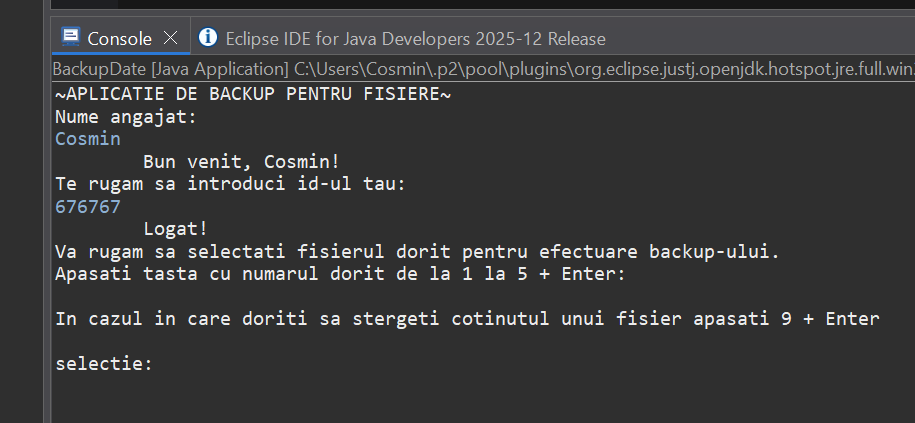 Console
Eclipse IDE for Java Developers 2025-12 Release
BackupDate [Java Application] C:\Users\Cosmin\.p2\pool\plugins\org.eclipse.justj.openjdk.hotspot.jre.full.win
~APLICATIE DE BACKUP PENTRU FISIERE~
Nume angajat:
Cosmin
Bun venit, Cosmin!
Te rugam sa introduci id-ul tau:
676767
Logat!
Va rugam sa selectati fisierul dorit pentru efectuare backup-ului.
Apasati tasta cu numarul dorit de la 1 la 5 + Enter:
In cazul in care doriti sa stergeti cotinutul unui fisier apasati 9 + Enter
selectie: